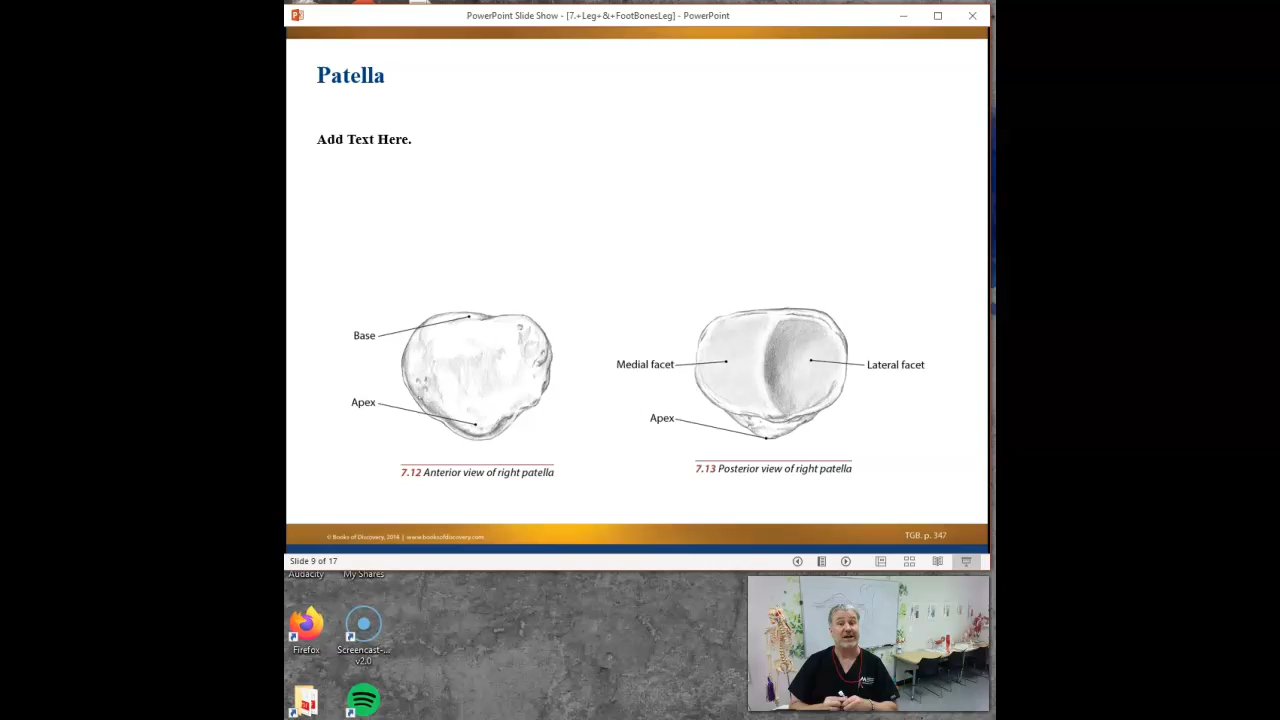 PowerPoint Slide Show - [7.+Leg+&+FootBonesLeg] - PowerPoint
Patella
Add Text Here.
Base
Apex
7.12 Anterior view of right patella
Medial facet
Lateral facet
Apex
7.13 Posterior view of right patella
© Books of Discovery, 2014 | www.booksofdiscovery.com
TGB. p. 347
Slide 9 of 17
Audacity
My Shares
Firefox
Screencast-...
v2.0